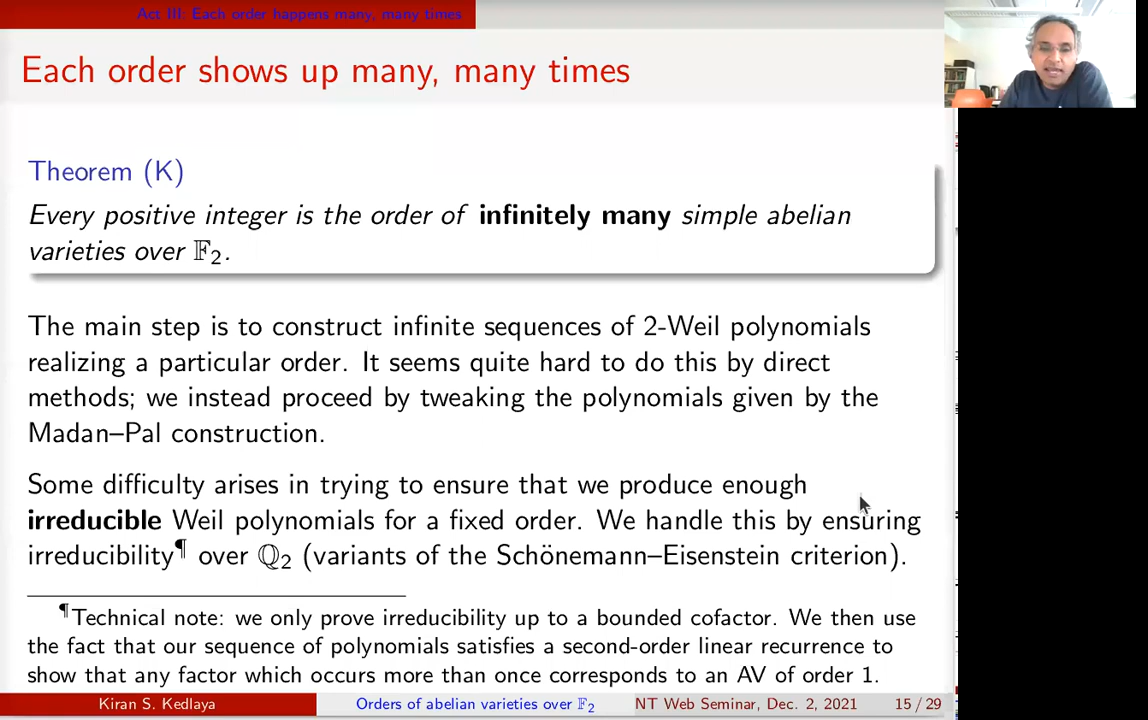 Act III: Each order happens many, many times
Each order shows up many, many times
Theorem (K)
Every positive integer is the order of infinitely many simple abelian
varieties over 𝔽₂.
The main step is to construct infinite sequences of 2-Weil polynomials
realizing a particular order. It seems quite hard to do this by direct
methods; we instead proceed by tweaking the polynomials given by the
Madan–Pal construction.
Some difficulty arises in trying to ensure that we produce enough
irreducible Weil polynomials for a fixed order. We handle this by ensuring
irreducibility¶ over ℚ₂ (variants of the Schönemann–Eisenstein criterion).
¶Technical note: we only prove irreducibility up to a bounded cofactor. We then use
the fact that our sequence of polynomials satisfies a second-order linear recurrence to
show that any factor which occurs more than once corresponds to an AV of order 1.
Kiran S. Kedlaya Orders of abelian varieties over 𝔽₂ NT Web Seminar, Dec. 2, 2021 15 / 29